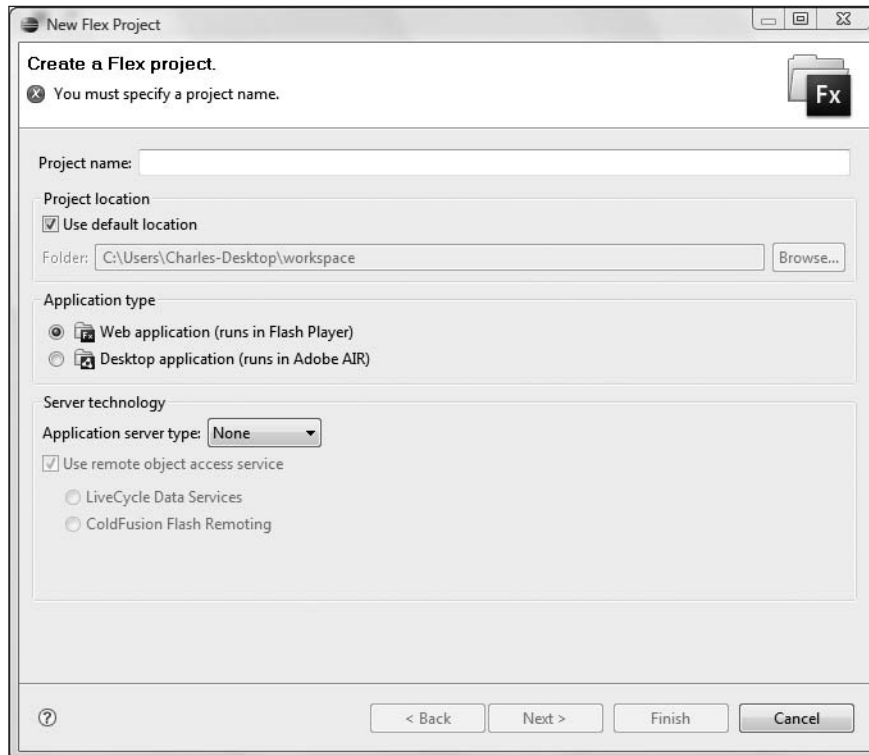 New Flex Project
Create a Flex project.
You must specify a project name.
Fx
Project name:
Project location
Use default location
Folder: C:\Users\Charles-Desktop\workspace Browse...
Application type
Web application (runs in Flash Player)
Desktop application (runs in Adobe AIR)
Server technology
Application server type: None
Use remote object access service
LiveCycle Data Services
ColdFusion Flash Remoting
? < Back Next > Finish Cancel